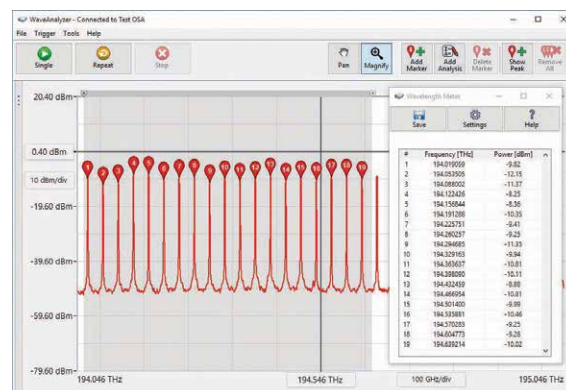 WaveAnalyzer - Connected to Test OSA
File Trigger Tools Help
Single Repeat Stop Pan Magnify Add Marker Add Analysis Delete Marker Show Peak Remove All
20.40 dBm
0.40 dBm
10 dBm/div
-19.60 dBm
-39.60 dBm
-59.60 dBm
-79.60 dBm
1 2 3 4 5 6 7 8 9 10 11 12 13 14 15 16 17 18 19
194.046 THz 194.546 THz 100 GHz/div 195.046 THz
Wavelength Meter
Save Settings Help
# Frequency [THz] Power [dBm]
1 194.019059 -9.82
2 194.053505 -12.15
3 194.088002 -11.37
4 194.122426 -8.25
5 194.156844 -8.36
6 194.191288 -10.35
7 194.225751 -9.41
8 194.260257 -9.25
9 194.294685 -11.33
10 194.329163 -9.94
11 194.363637 -10.81
12 194.398090 -10.11
13 194.432459 -8.88
14 194.466954 -10.81
15 194.501400 -9.99
16 194.535881 -10.46
17 194.570283 -9.25
18 194.604773 -9.28
19 194.639214 -10.02